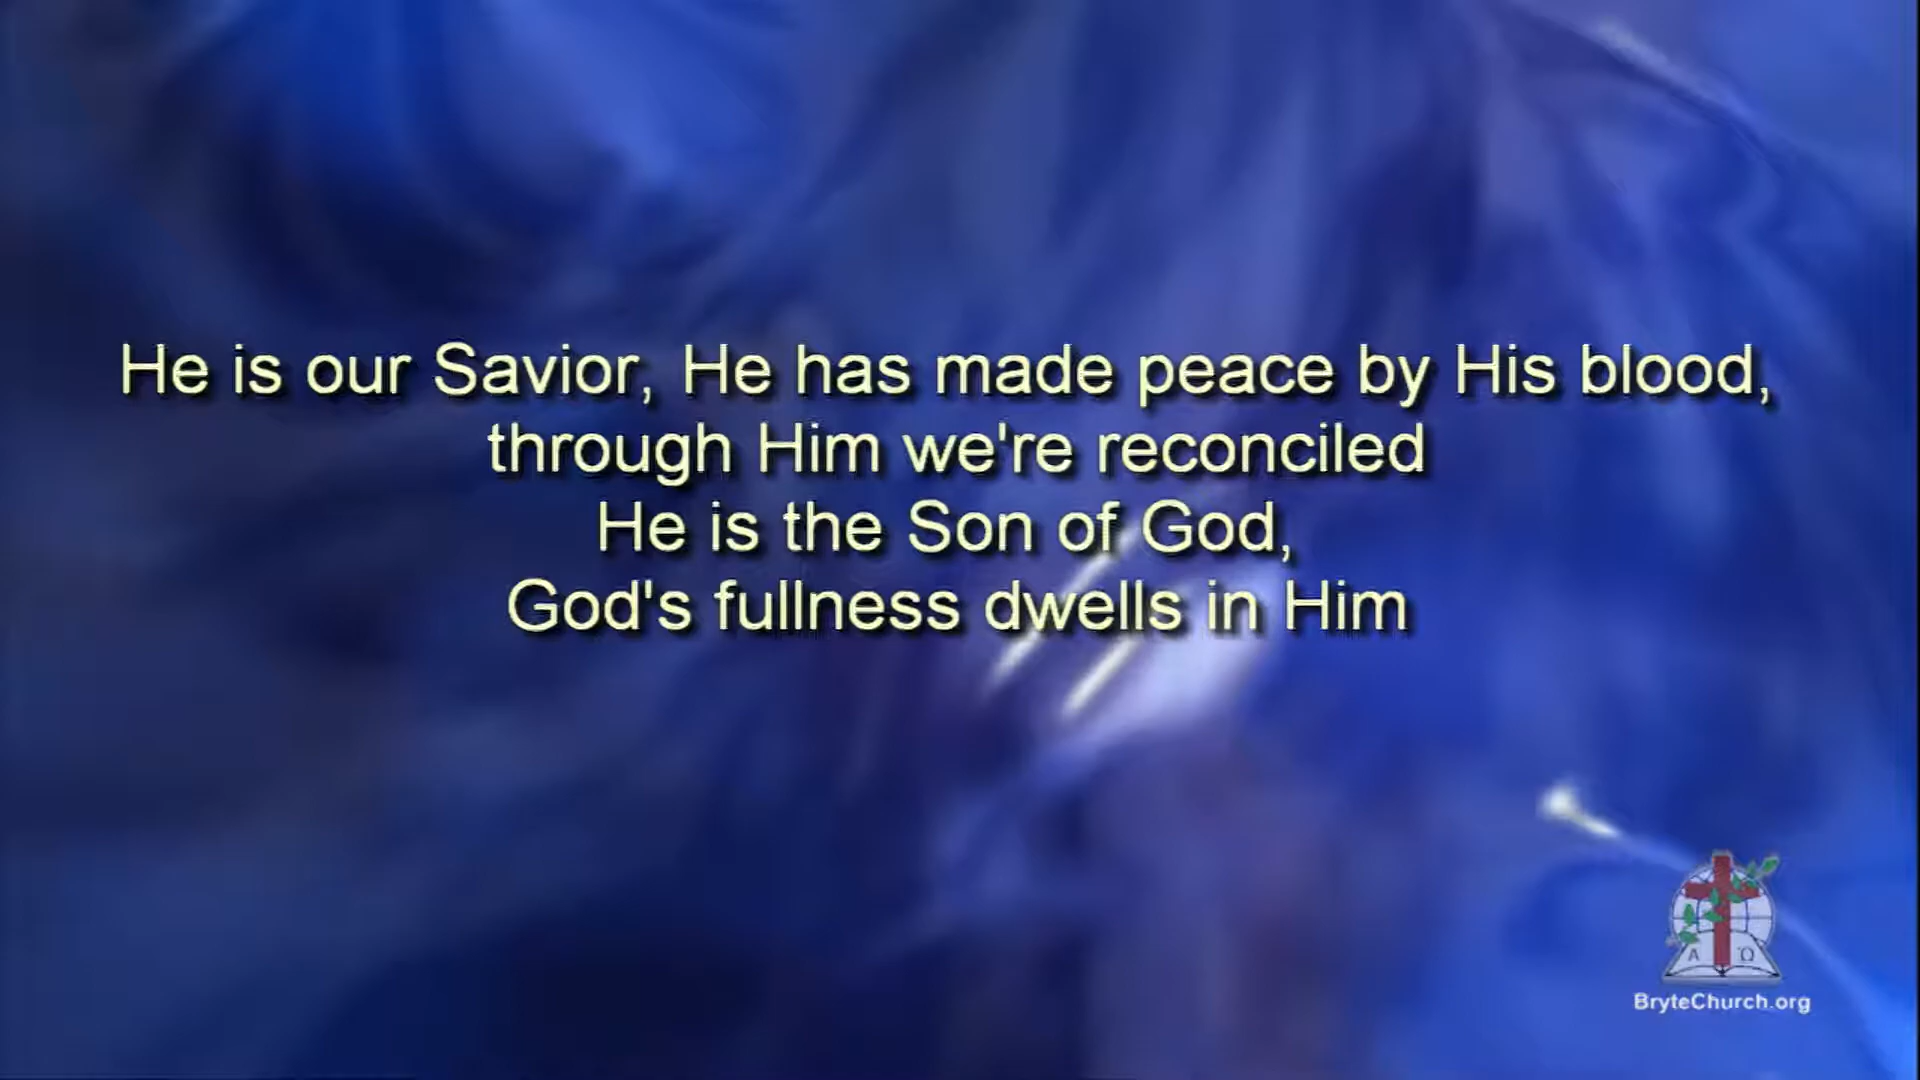 He is our Savior, He has made peace by His blood,
through Him we're reconciled
He is the Son of God,
God's fullness dwells in Him
Α Ω
BryteChurch.org